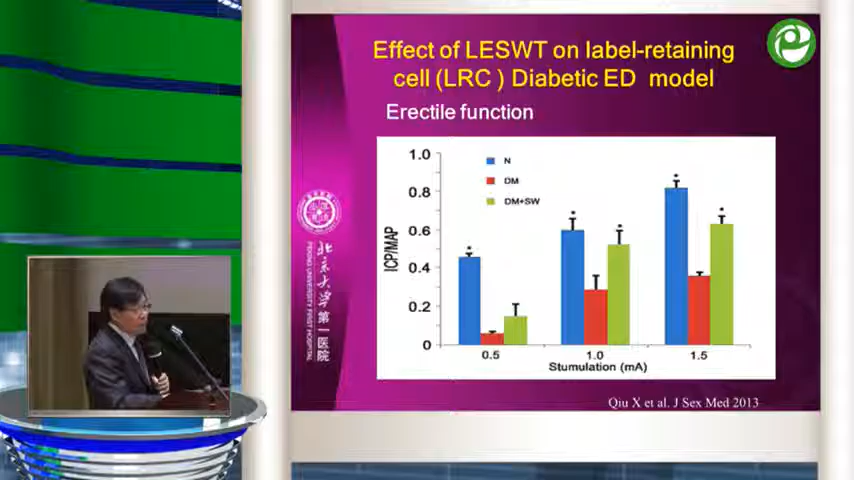 Effect of LESWT on label-retaining
cell (LRC ) Diabetic ED model
Erectile function
1.0
0.8
0.6
0.4
0.2
0
ICP/MAP
N
DM
DM+SW
0.5
1.0
1.5
Stumulation (mA)
北京大学第一医院
PEKING UNIVERSITY FIRST HOSPITAL
Qiu X et al. J Sex Med 2013